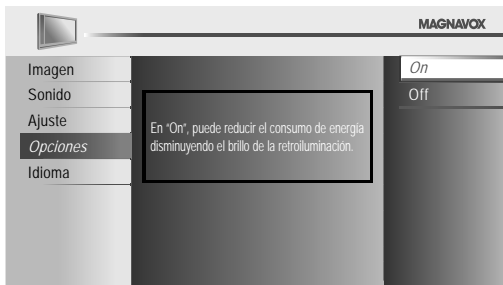 MAGNAVOX
Imagen
Sonido
Ajuste
Opciones
Idioma
En “On”, puede reducir el consumo de energía
disminuyendo el brillo de la retroiluminación.
On
Off